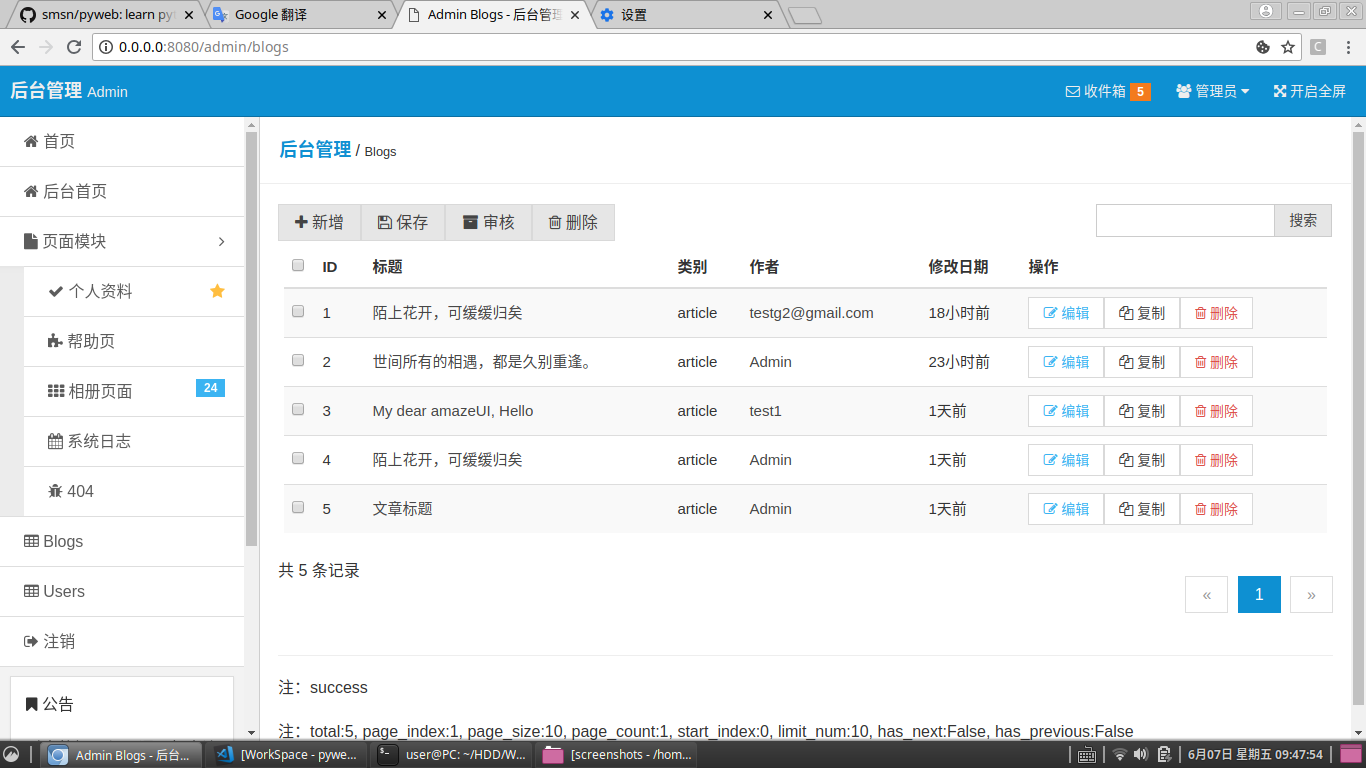 smsn/pyweb: learn pyt
Google 翻译
Admin Blogs - 后台管理
设置
0.0.0.0:8080/admin/blogs
后台管理 Admin
收件箱 5
管理员
开启全屏
首页
后台首页
页面模块
个人资料
帮助页
相册页面 24
系统日志
404
Blogs
Users
注销
公告
后台管理 / Blogs
新增 保存 审核 删除
搜索
ID 标题 类别 作者 修改日期 操作
1 陌上花开，可缓缓归矣 article testg2@gmail.com 18小时前 编辑 复制 删除
2 世间所有的相遇，都是久别重逢。 article Admin 23小时前 编辑 复制 删除
3 My dear amazeUI, Hello article test1 1天前 编辑 复制 删除
4 陌上花开，可缓缓归矣 article Admin 1天前 编辑 复制 删除
5 文章标题 article Admin 1天前 编辑 复制 删除
共 5 条记录
« 1 »
注：success
注：total:5, page_index:1, page_size:10, page_count:1, start_index:0, limit_num:10, has_next:False, has_previous:False
Admin Blogs - 后台...
[WorkSpace - pywe...
user@PC: ~/HDD/W...
[screenshots - /hom...
6月07日 星期五 09:47:54